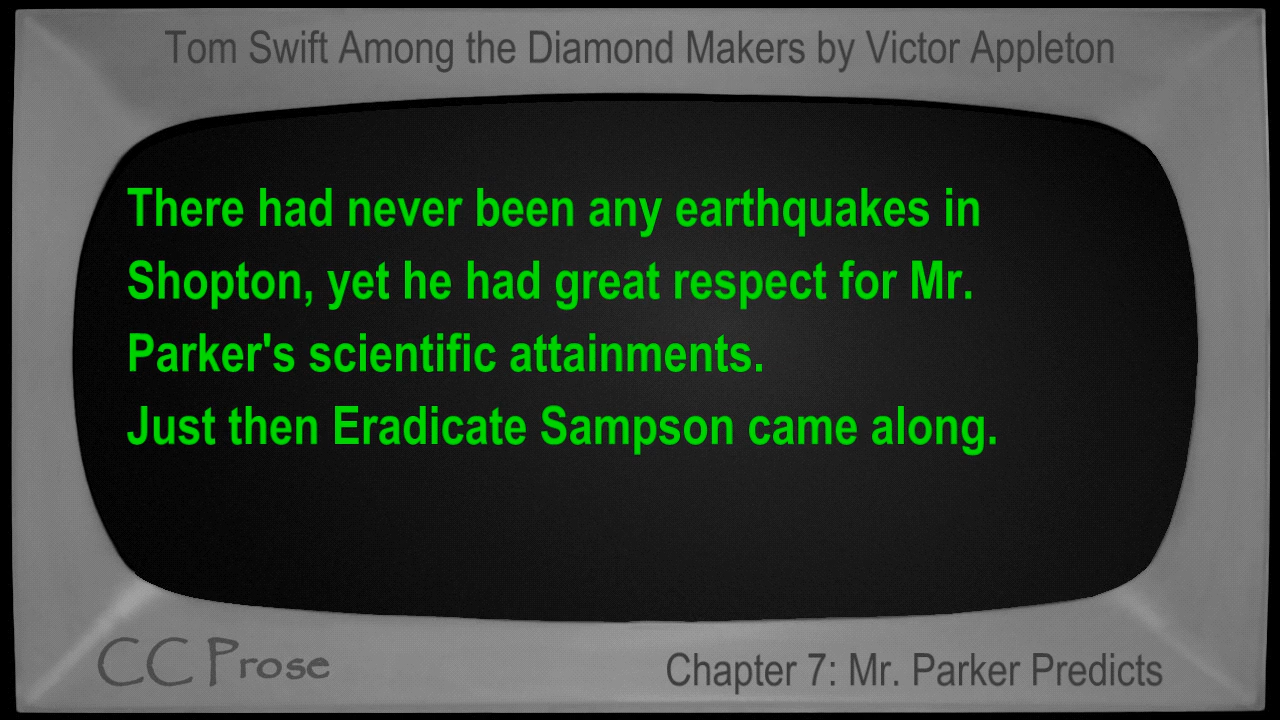 Tom Swift Among the Diamond Makers by Victor Appleton
There had never been any earthquakes in
Shopton, yet he had great respect for Mr.
Parker's scientific attainments.
Just then Eradicate Sampson came along.
CC Prose
Chapter 7: Mr. Parker Predicts